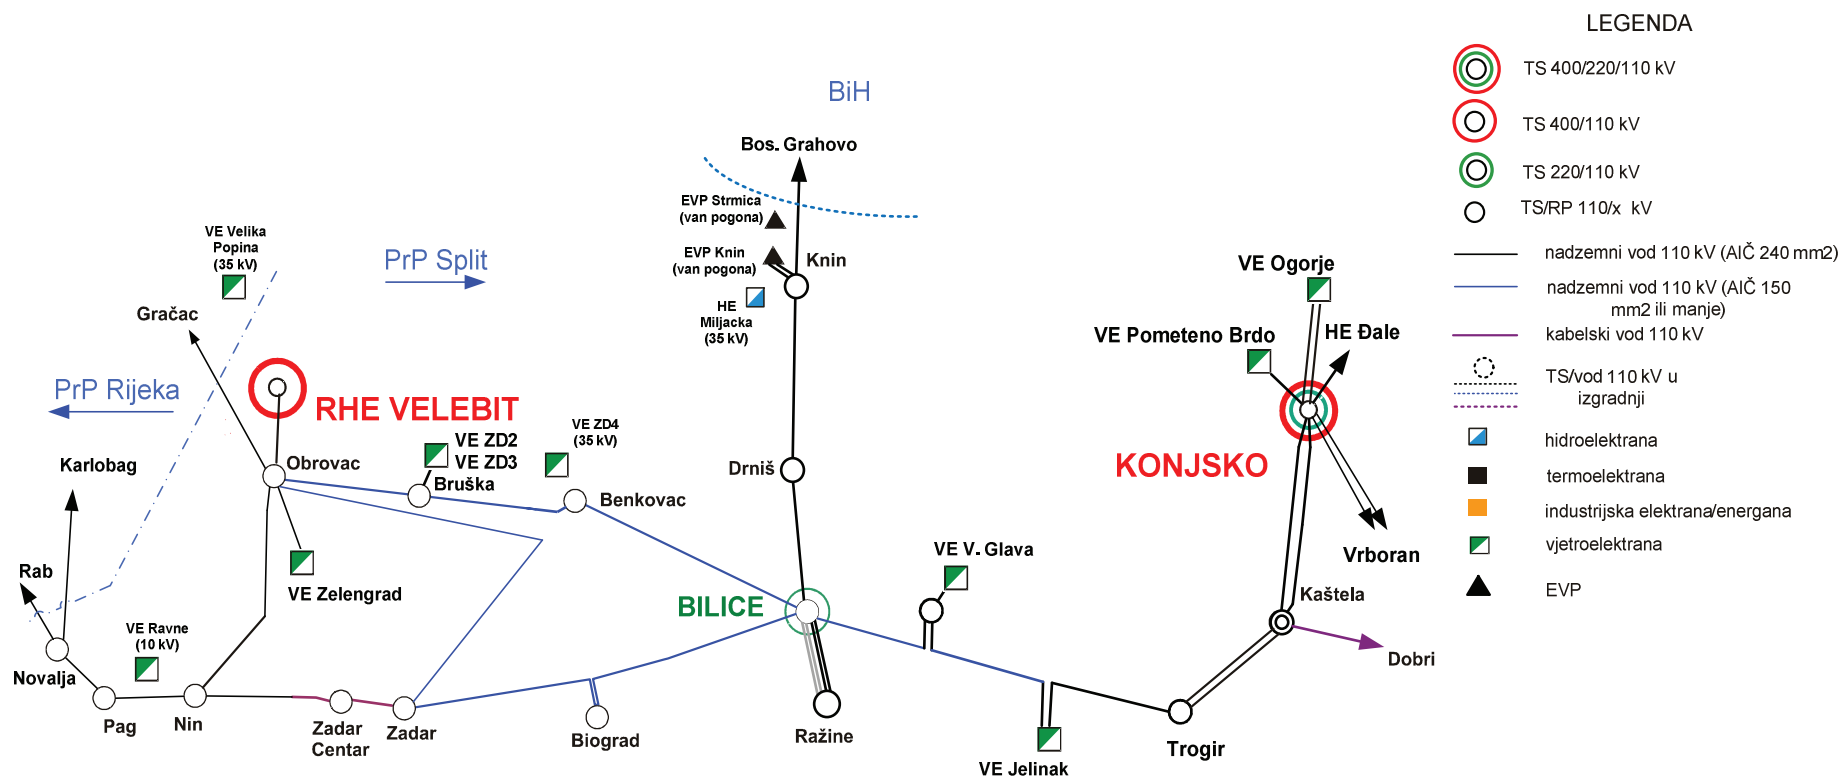 LEGENDA
TS 400/220/110 kV
TS 400/110 kV
TS 220/110 kV
TS/RP 110/x kV
nadzemni vod 110 kV (AlČ 240 mm2)
nadzemni vod 110 kV (AlČ 150
mm2 ili manje)
kabelski vod 110 kV
TS/vod 110 kV u
izgradnji
hidroelektrana
termoelektrana
industrijska elektrana/energana
vjetroelektrana
EVP
BiH
Bos. Grahovo
EVP Strmica
(van pogona)
EVP Knin
(van pogona)
Knin
HE
Miljacka
(35 kV)
VE Velika
Popina
(35 kV)
PrP Split
Gračac
PrP Rijeka
RHE VELEBIT
VE ZD4
(35 kV)
VE ZD2
VE ZD3
Bruška
Obrovac
Benkovac
Drniš
Karlobag
Rab
VE Zelengrad
VE Ravne
(10 kV)
Novalja
Pag
Nin
Zadar
Centar
Zadar
Biograd
BILICE
Ražine
VE V. Glava
VE Jelinak
Trogir
Kaštela
Dobri
VE Ogorje
VE Pometeno Brdo
HE Đale
KONJSKO
Vrboran